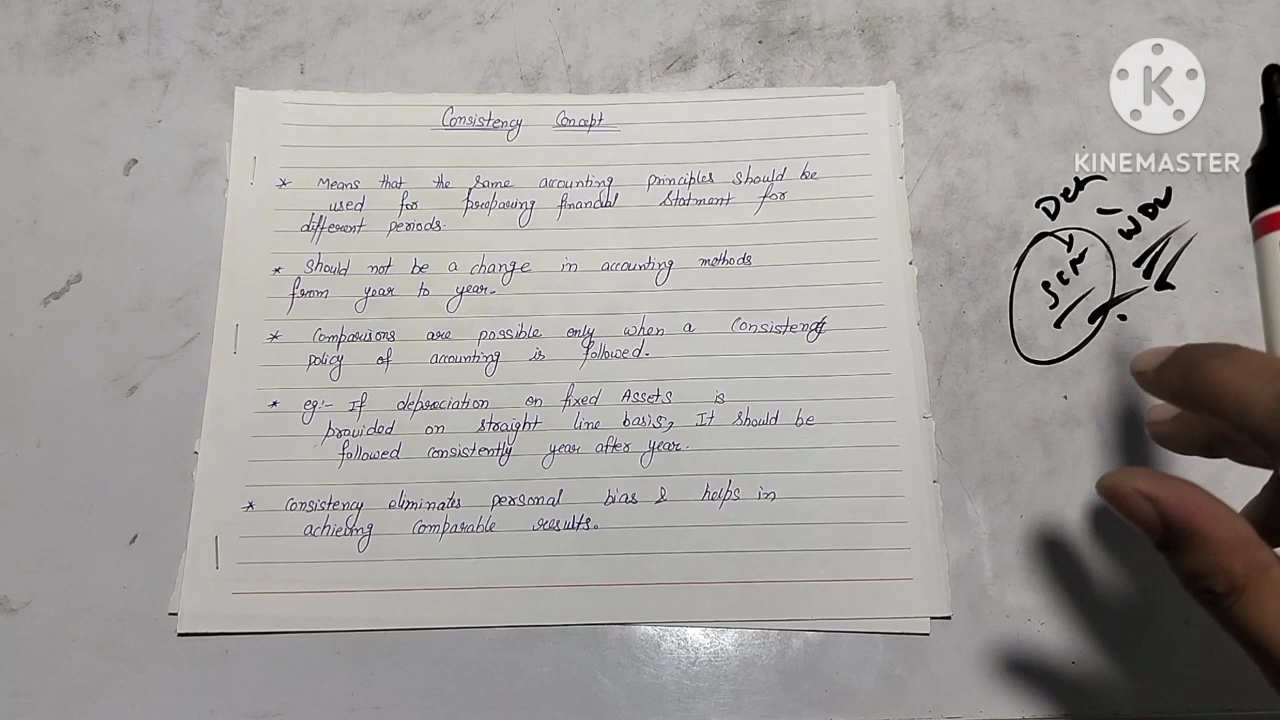 Consistency Concept
* Means that the same accounting principles should be
used for preparing financial statment for
different periods.
* Should not be a change in accounting methods
from year to year.
* Comparisions are possible only when a Consistent
policy of accounting is followed.
* eg:- If depreciation on fixed Assets is
provided on straight line basis, It should be
followed consistently year after year.
* Consistency eliminates personal bias & helps in
achieving comparable results.
KINEMASTER
WDV